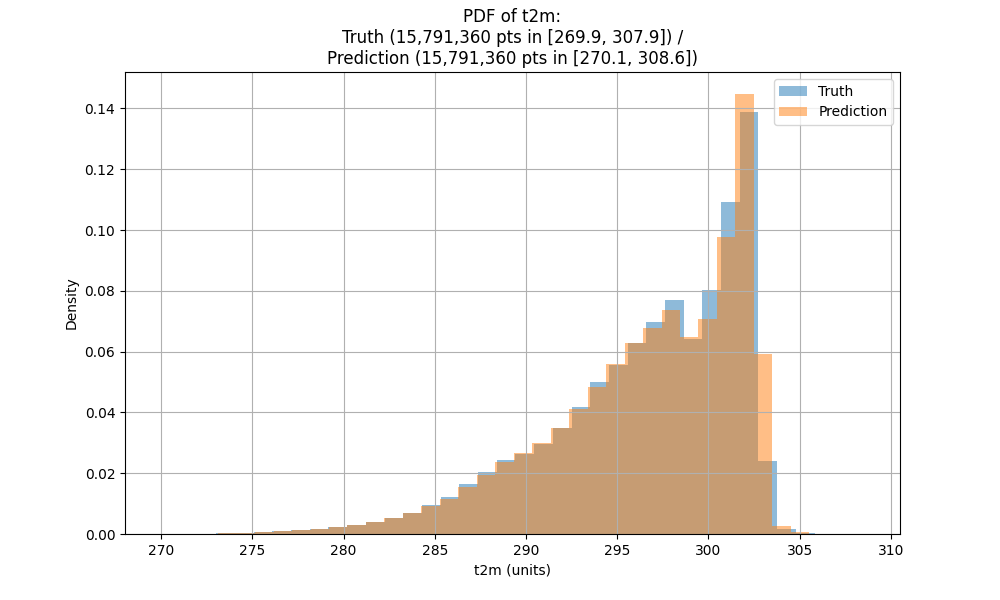 PDF of t2m:
Truth (15,791,360 pts in [269.9, 307.9]) /
Prediction (15,791,360 pts in [270.1, 308.6])
Truth
Prediction
Density
0.14
0.12
0.10
0.08
0.06
0.04
0.02
0.00
270 275 280 285 290 295 300 305 310
t2m (units)